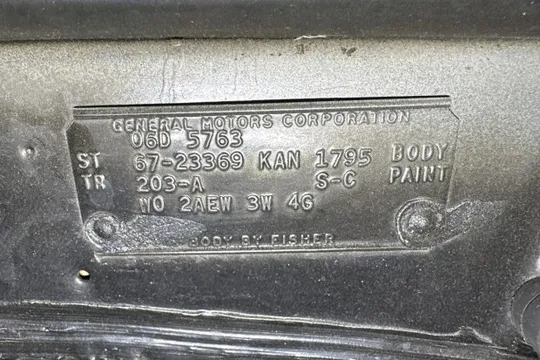 GENERAL MOTORS CORPORATION
06D 5763
ST 67-23369 KAN 1795 BODY
TR 203-A S-C PAINT
WO 2AEW 3W 4G
BODY BY FISHER